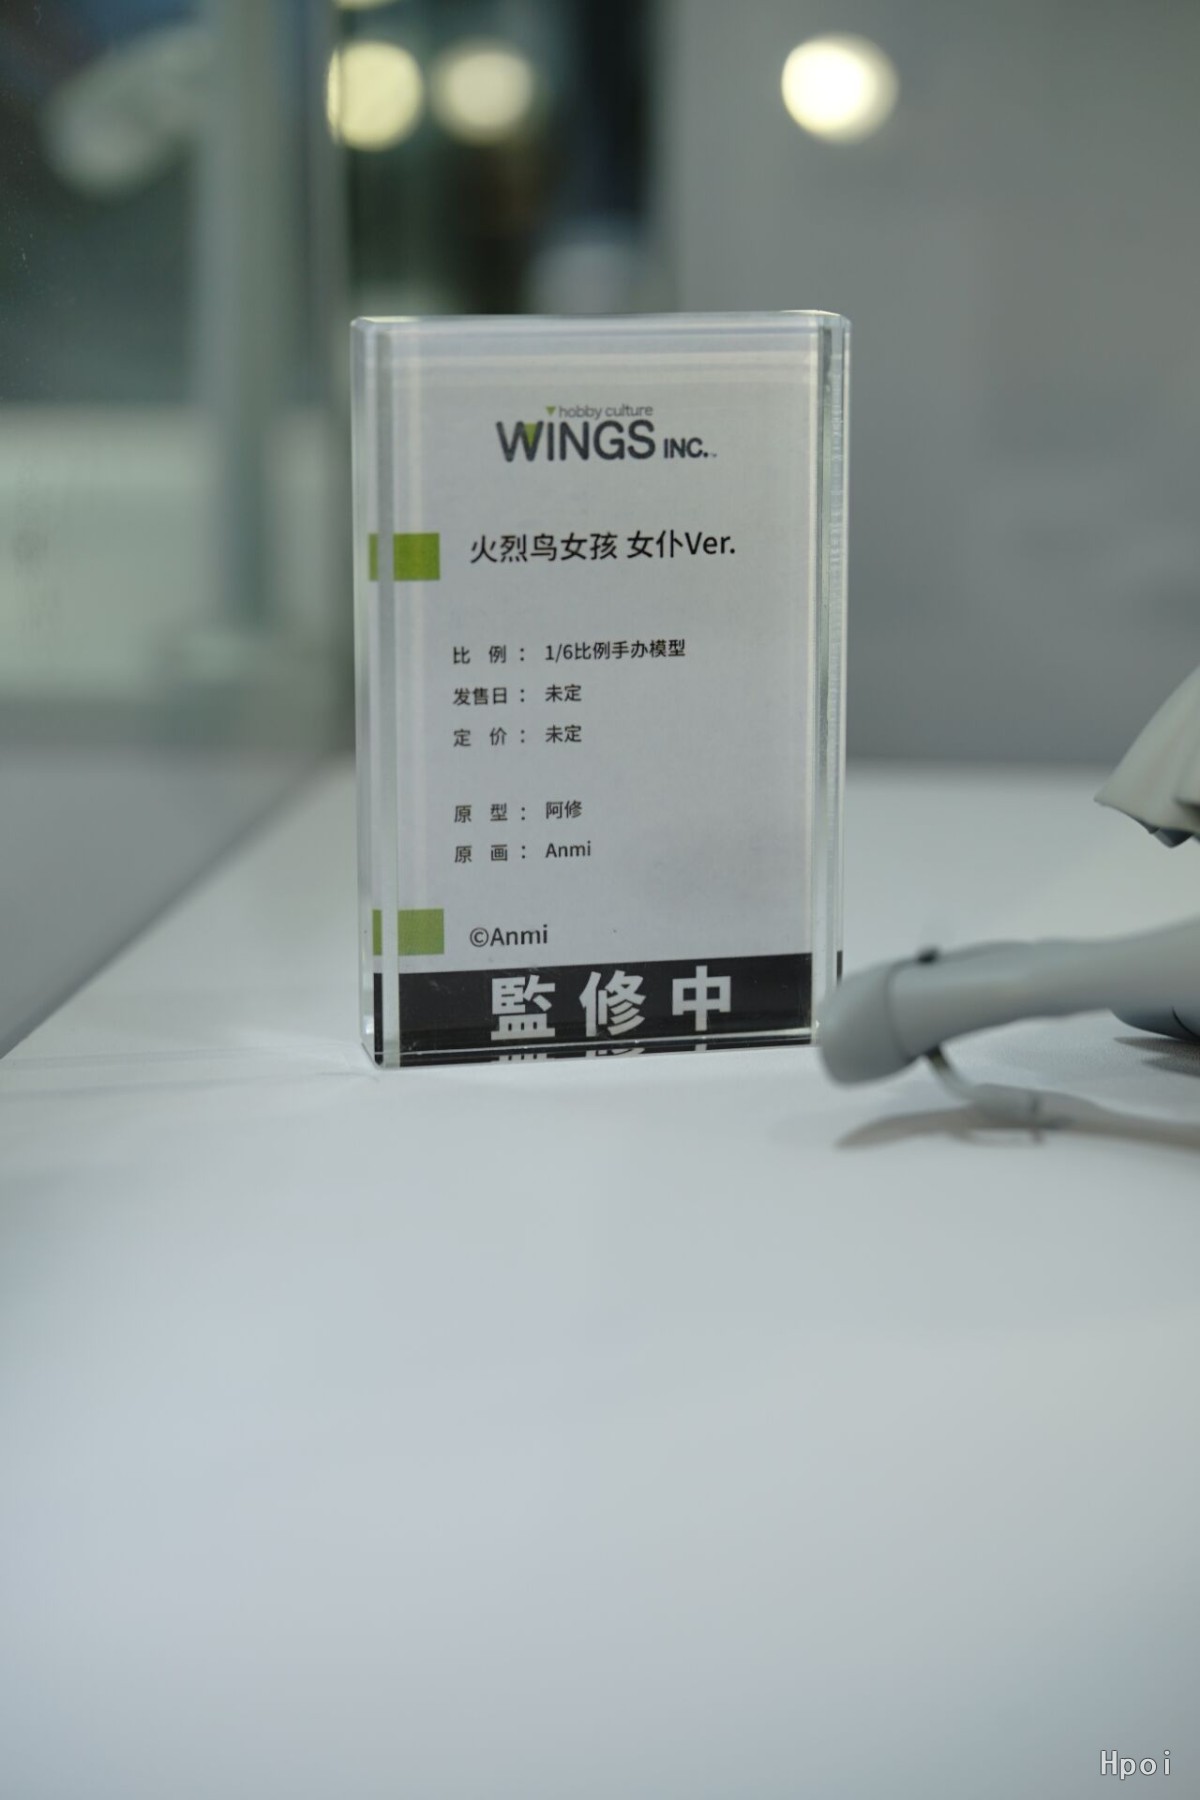 hobby culture
WINGS INC.™
火烈鸟女孩 女仆Ver.
比 例 ： 1/6比例手办模型
发售日 ： 未定
定 价 ： 未定
原 型 ： 阿修
原 画 ： Anmi
©Anmi
監修中
Hpoi